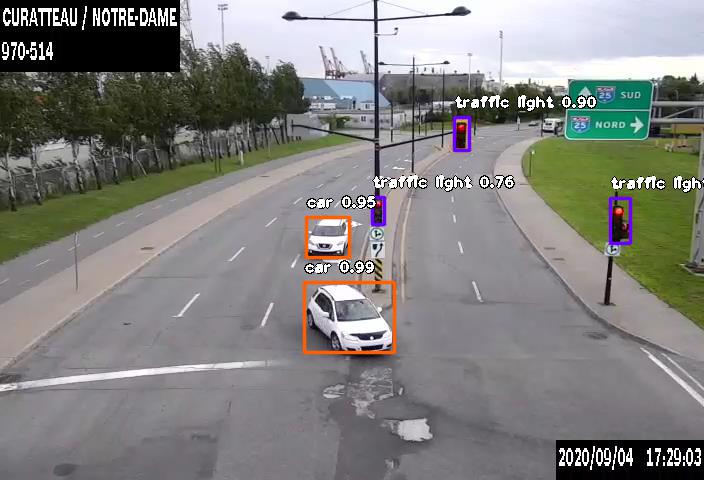 CURATTEAU / NOTRE-DAME
970-514
25 SUD
25 NORD
traffic light 0.90
traffic light 0.76
traffic light
car 0.95
car 0.99
2020/09/04 17:29:03